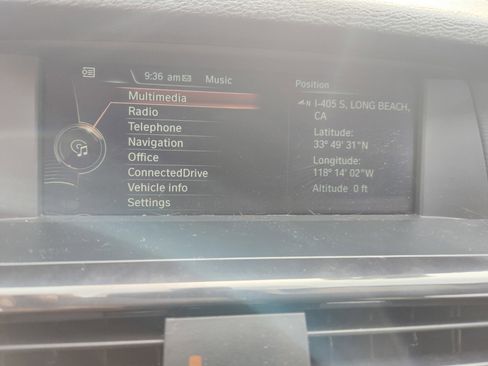 9:36 am Music
Multimedia
Radio
Telephone
Navigation
Office
ConnectedDrive
Vehicle info
Settings
Position
I-405 S, LONG BEACH,
CA
Latitude:
33° 49' 31"N
Longitude:
118° 14' 02"W
Altitude 0 ft